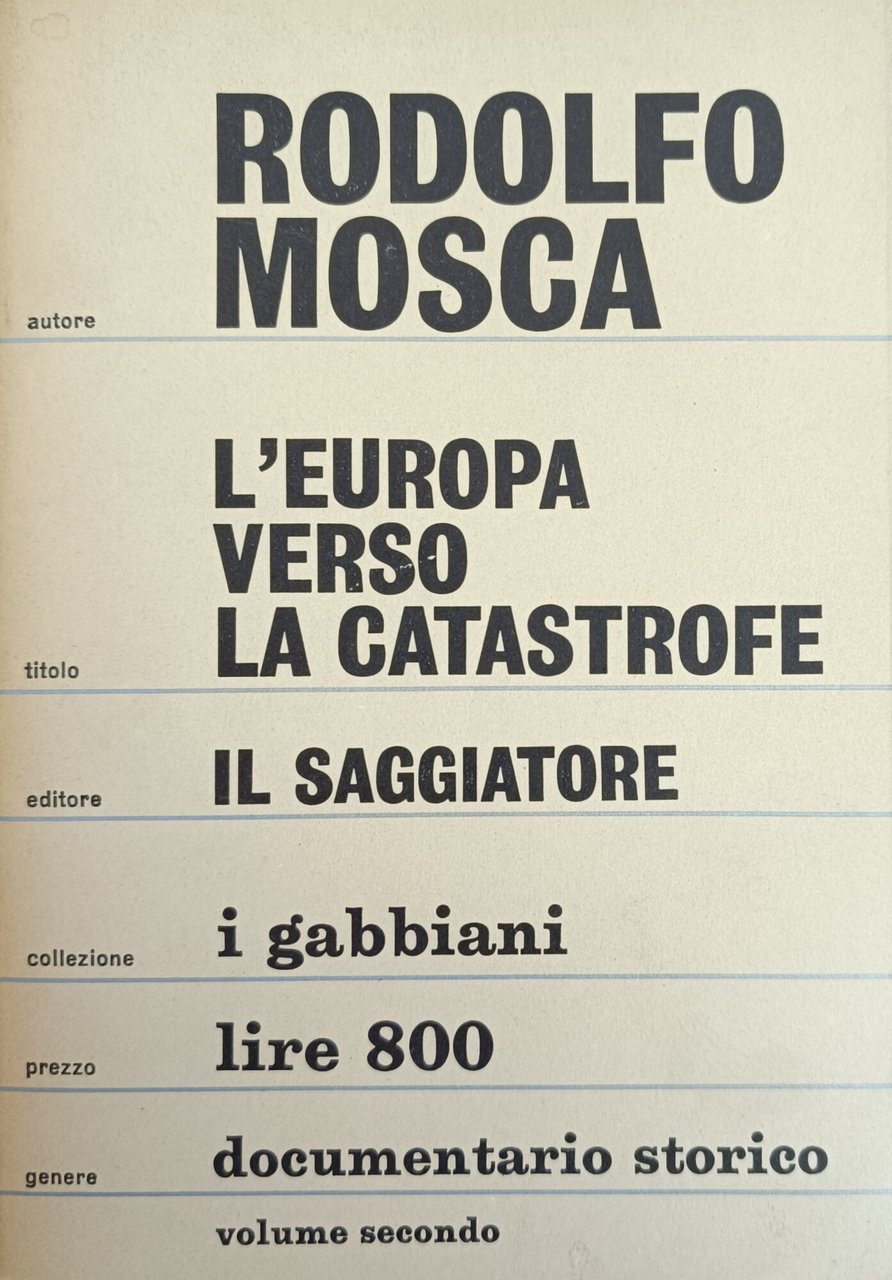 RODOLFO
autore MOSCA
L'EUROPA
VERSO
titolo LA CATASTROFE
editore IL SAGGIATORE
collezione i gabbiani
prezzo lire 800
genere documentario storico
volume secondo